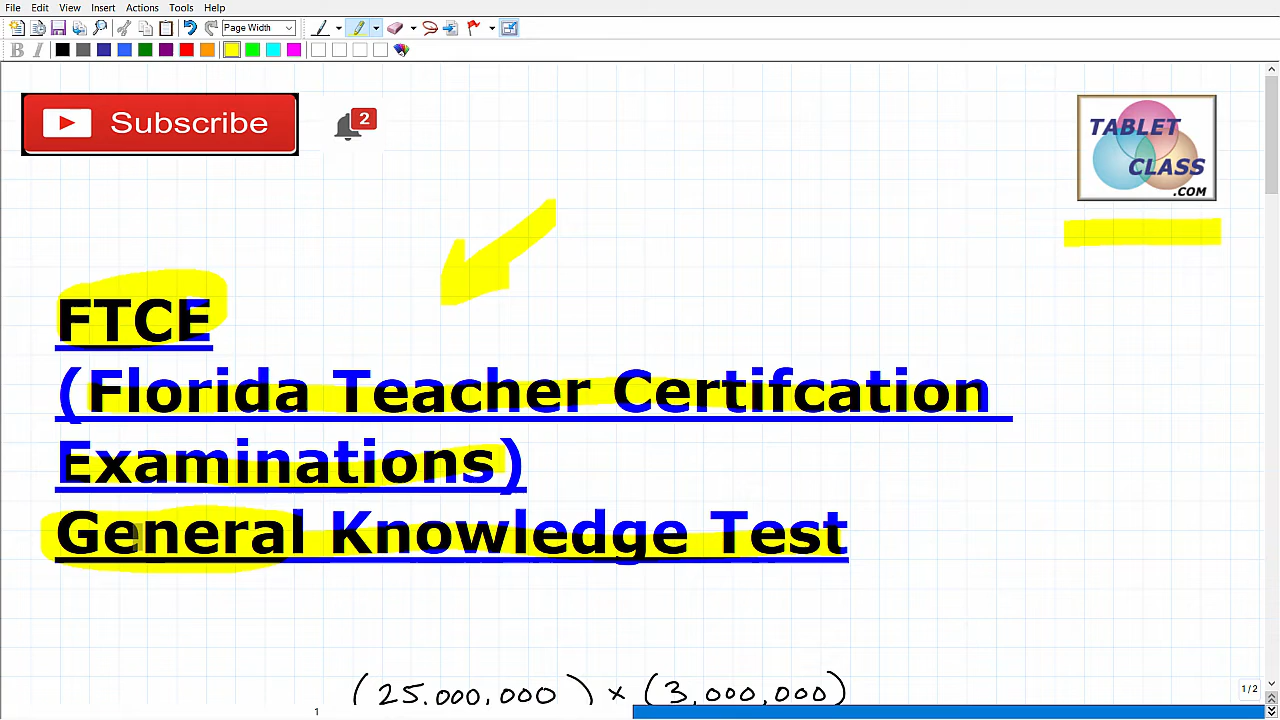 File Edit View Insert Actions Tools Help
Page Width
B I
Subscribe
2
TABLET
CLASS
.COM
FTCE
(Florida Teacher Certifcation
Examinations)
General Knowledge Test
(25.000,000) × (3,000,000)
1
1/2